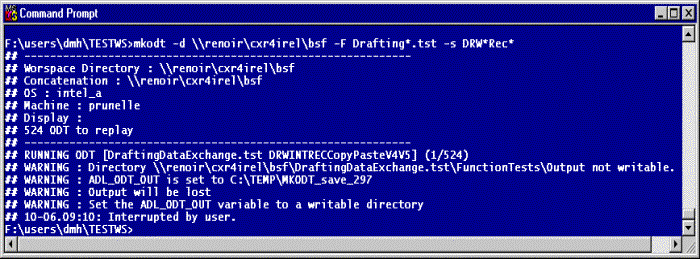 Command Prompt
F:\users\dmh\TESTWS>mkodt -d \\renoir\cxr4irel\bsf -F Drafting*.tst -s DRW*Rec*
## ----------------------------------------------------------
## Worspace Directory : \\renoir\cxr4irel\bsf
## Concatenation : \\renoir\cxr4irel\bsf
## OS : intel_a
## Machine : prunelle
## Display :
## 524 ODT to replay
## ----------------------------------------------------------
## RUNNING ODT [DraftingDataExchange.tst DRWINTRECCopyPasteV4V5] (1/524)
## WARNING : Directory \\renoir\cxr4irel\bsf\DraftingDataExchange.tst\FunctionTests\Output not writable.
## WARNING : ADL_ODT_OUT is set to C:\TEMP\MKODT_save_297
## WARNING : Output will be lost
## WARNING : Set the ADL_ODT_OUT variable to a writable directory
## 10-06.09:10: Interrupted by user.
F:\users\dmh\TESTWS>